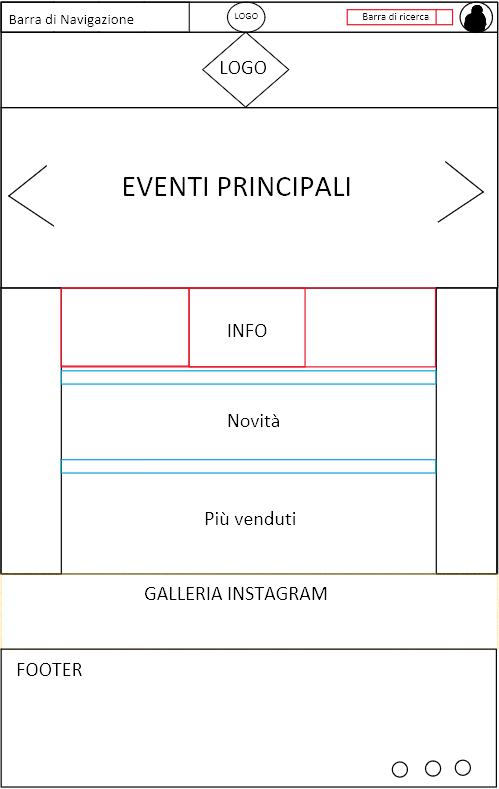 Barra di Navigazione
LOGO
Barra di ricerca
LOGO
EVENTI PRINCIPALI
INFO
Novità
Più venduti
GALLERIA INSTAGRAM
FOOTER